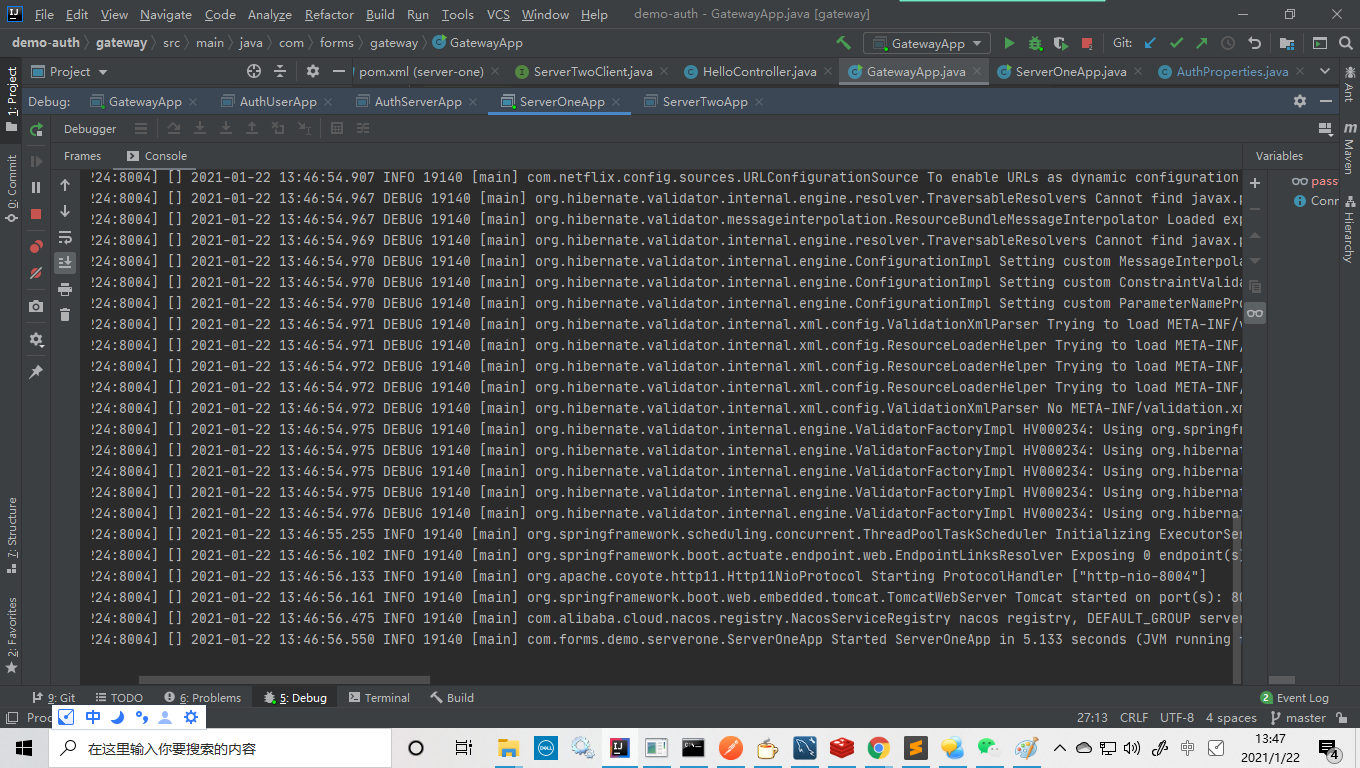 File Edit View Navigate Code Analyze Refactor Build Run Tools VCS Window Help demo-auth - GatewayApp.java [gateway]
demo-auth gateway src main java com forms gateway GatewayApp GatewayApp Git:
Project pom.xml (server-one) ServerTwoClient.java HelloController.java GatewayApp.java ServerOneApp.java AuthProperties.java
Debug: GatewayApp AuthUserApp AuthServerApp ServerOneApp ServerTwoApp
Debugger
Frames Console Variables
224:8004] [] 2021-01-22 13:46:54.907 INFO 19140 [main] com.netflix.config.sources.URLConfigurationSource To enable URLs as dynamic configuration
224:8004] [] 2021-01-22 13:46:54.967 DEBUG 19140 [main] org.hibernate.validator.internal.engine.resolver.TraversableResolvers Cannot find javax.p
224:8004] [] 2021-01-22 13:46:54.967 DEBUG 19140 [main] org.hibernate.validator.messageinterpolation.ResourceBundleMessageInterpolator Loaded exp
224:8004] [] 2021-01-22 13:46:54.969 DEBUG 19140 [main] org.hibernate.validator.internal.engine.resolver.TraversableResolvers Cannot find javax.p
224:8004] [] 2021-01-22 13:46:54.970 DEBUG 19140 [main] org.hibernate.validator.internal.engine.ConfigurationImpl Setting custom MessageInterpola
224:8004] [] 2021-01-22 13:46:54.970 DEBUG 19140 [main] org.hibernate.validator.internal.engine.ConfigurationImpl Setting custom ConstraintValida
224:8004] [] 2021-01-22 13:46:54.970 DEBUG 19140 [main] org.hibernate.validator.internal.engine.ConfigurationImpl Setting custom ParameterNamePro
224:8004] [] 2021-01-22 13:46:54.971 DEBUG 19140 [main] org.hibernate.validator.internal.xml.config.ValidationXmlParser Trying to load META-INF/v
224:8004] [] 2021-01-22 13:46:54.971 DEBUG 19140 [main] org.hibernate.validator.internal.xml.config.ResourceLoaderHelper Trying to load META-INF/
224:8004] [] 2021-01-22 13:46:54.972 DEBUG 19140 [main] org.hibernate.validator.internal.xml.config.ResourceLoaderHelper Trying to load META-INF/
224:8004] [] 2021-01-22 13:46:54.972 DEBUG 19140 [main] org.hibernate.validator.internal.xml.config.ResourceLoaderHelper Trying to load META-INF/
224:8004] [] 2021-01-22 13:46:54.972 DEBUG 19140 [main] org.hibernate.validator.internal.xml.config.ValidationXmlParser No META-INF/validation.xm
224:8004] [] 2021-01-22 13:46:54.975 DEBUG 19140 [main] org.hibernate.validator.internal.engine.ValidatorFactoryImpl HV000234: Using org.springfr
224:8004] [] 2021-01-22 13:46:54.975 DEBUG 19140 [main] org.hibernate.validator.internal.engine.ValidatorFactoryImpl HV000234: Using org.hibernat
224:8004] [] 2021-01-22 13:46:54.975 DEBUG 19140 [main] org.hibernate.validator.internal.engine.ValidatorFactoryImpl HV000234: Using org.hibernat
224:8004] [] 2021-01-22 13:46:54.975 DEBUG 19140 [main] org.hibernate.validator.internal.engine.ValidatorFactoryImpl HV000234: Using org.hibernat
224:8004] [] 2021-01-22 13:46:54.976 DEBUG 19140 [main] org.hibernate.validator.internal.engine.ValidatorFactoryImpl HV000234: Using org.hibernat
224:8004] [] 2021-01-22 13:46:55.255 INFO 19140 [main] org.springframework.scheduling.concurrent.ThreadPoolTaskScheduler Initializing ExecutorSer
224:8004] [] 2021-01-22 13:46:56.102 INFO 19140 [main] org.springframework.boot.actuate.endpoint.web.EndpointLinksResolver Exposing 0 endpoint(s)
224:8004] [] 2021-01-22 13:46:56.133 INFO 19140 [main] org.apache.coyote.http11.Http11NioProtocol Starting ProtocolHandler ["http-nio-8004"]
224:8004] [] 2021-01-22 13:46:56.161 INFO 19140 [main] org.springframework.boot.web.embedded.tomcat.TomcatWebServer Tomcat started on port(s): 80
224:8004] [] 2021-01-22 13:46:56.475 INFO 19140 [main] com.alibaba.cloud.nacos.registry.NacosServiceRegistry nacos registry, DEFAULT_GROUP server
224:8004] [] 2021-01-22 13:46:56.550 INFO 19140 [main] com.forms.demo.serverone.ServerOneApp Started ServerOneApp in 5.133 seconds (JVM running
pass
Conn
1: Project
0: Commit
7: Structure
2: Favorites
Ant
Maven
Hierarchy
9: Git TODO 6: Problems 5: Debug Terminal Build 2 Event Log
Proc 中 27:13 CRLF UTF-8 4 spaces master
在这里输入你要搜索的内容 DELL 中 13:47
2021/1/22 4